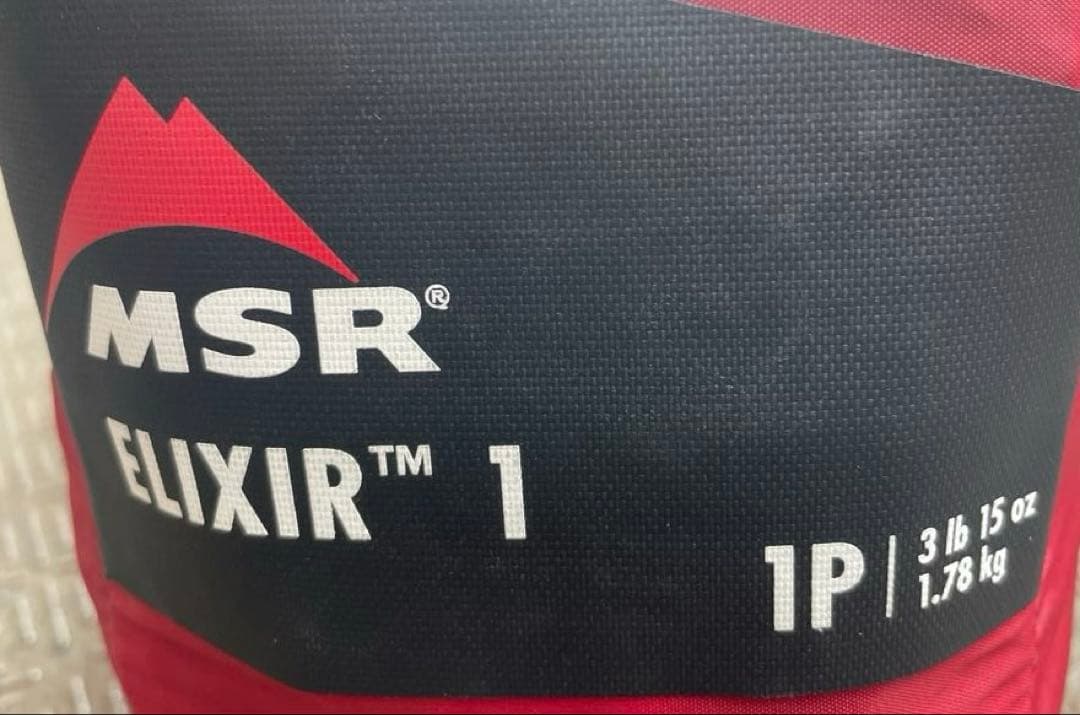 MSR®
ELIXIR™ 1
1P | 3 lb 15 oz
1.78 kg